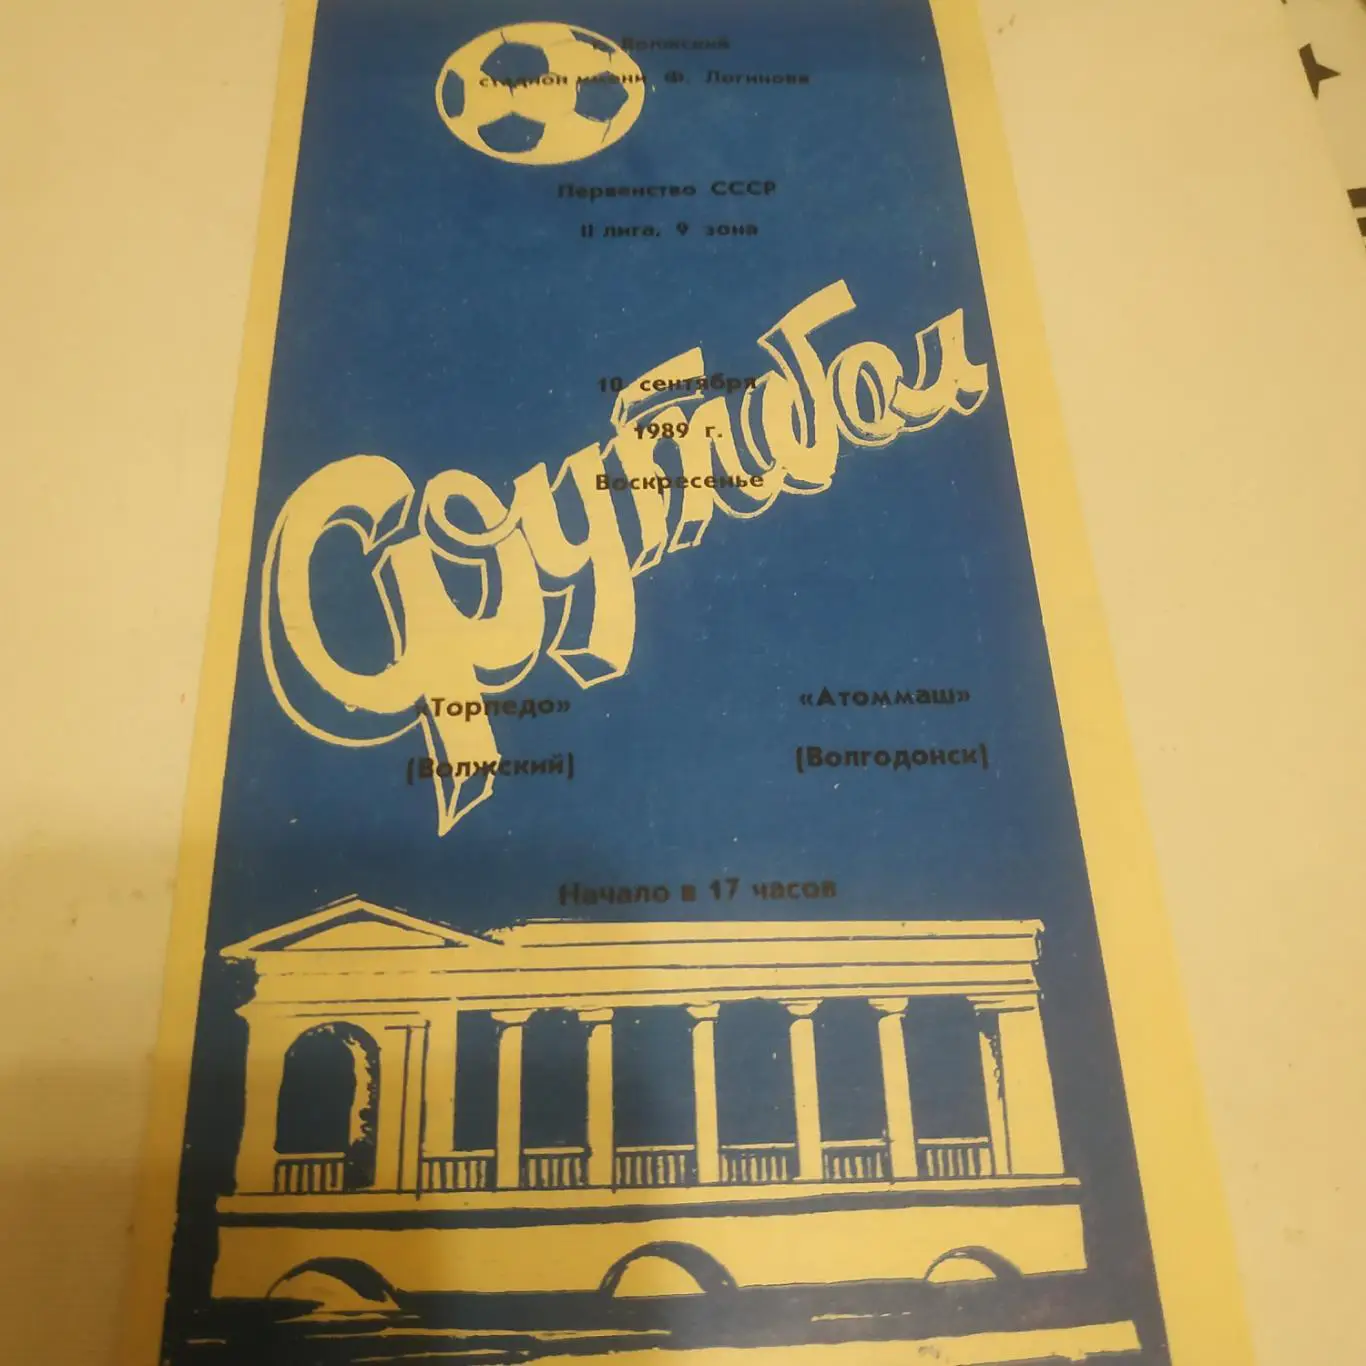 г. Волжский
стадион имени Ф. Логинова
Первенство СССР
II лига, 9 зона
Футбол
10 сентября
1989 г.
Воскресенье
«Торпедо» «Атоммаш»
(Волжский) (Волгодонск)
Начало в 17 часов